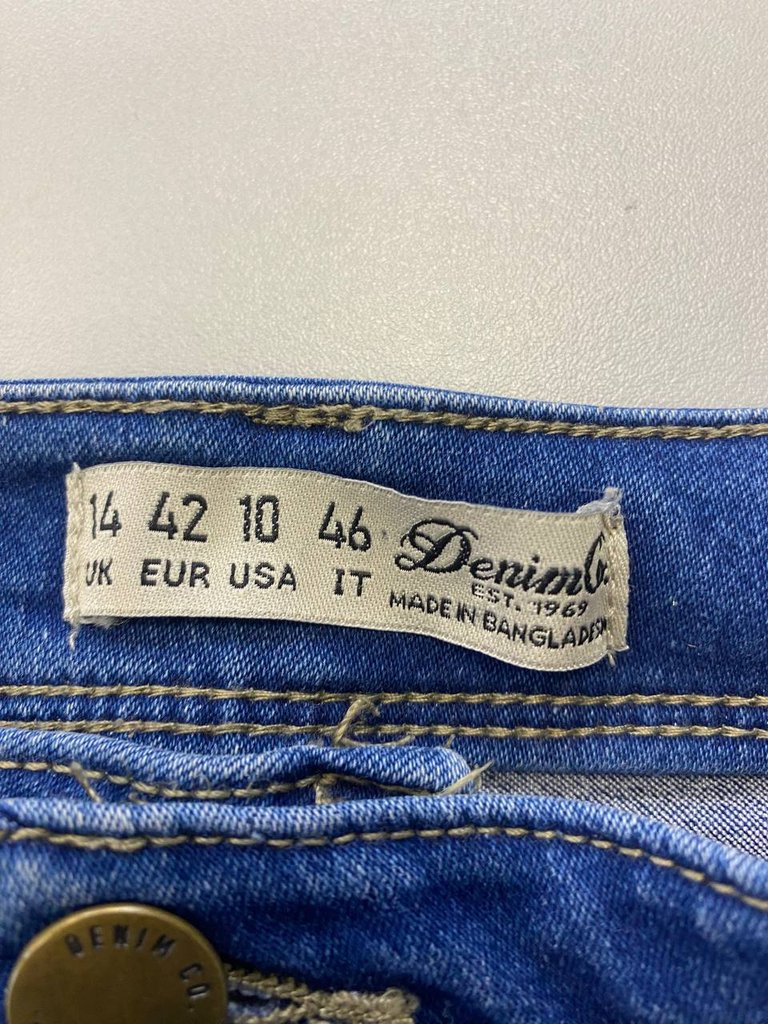 14 42 10 46
UK EUR USA IT
Denim Co.
EST. 1969
MADE IN BANGLADESH
DENIM CO.